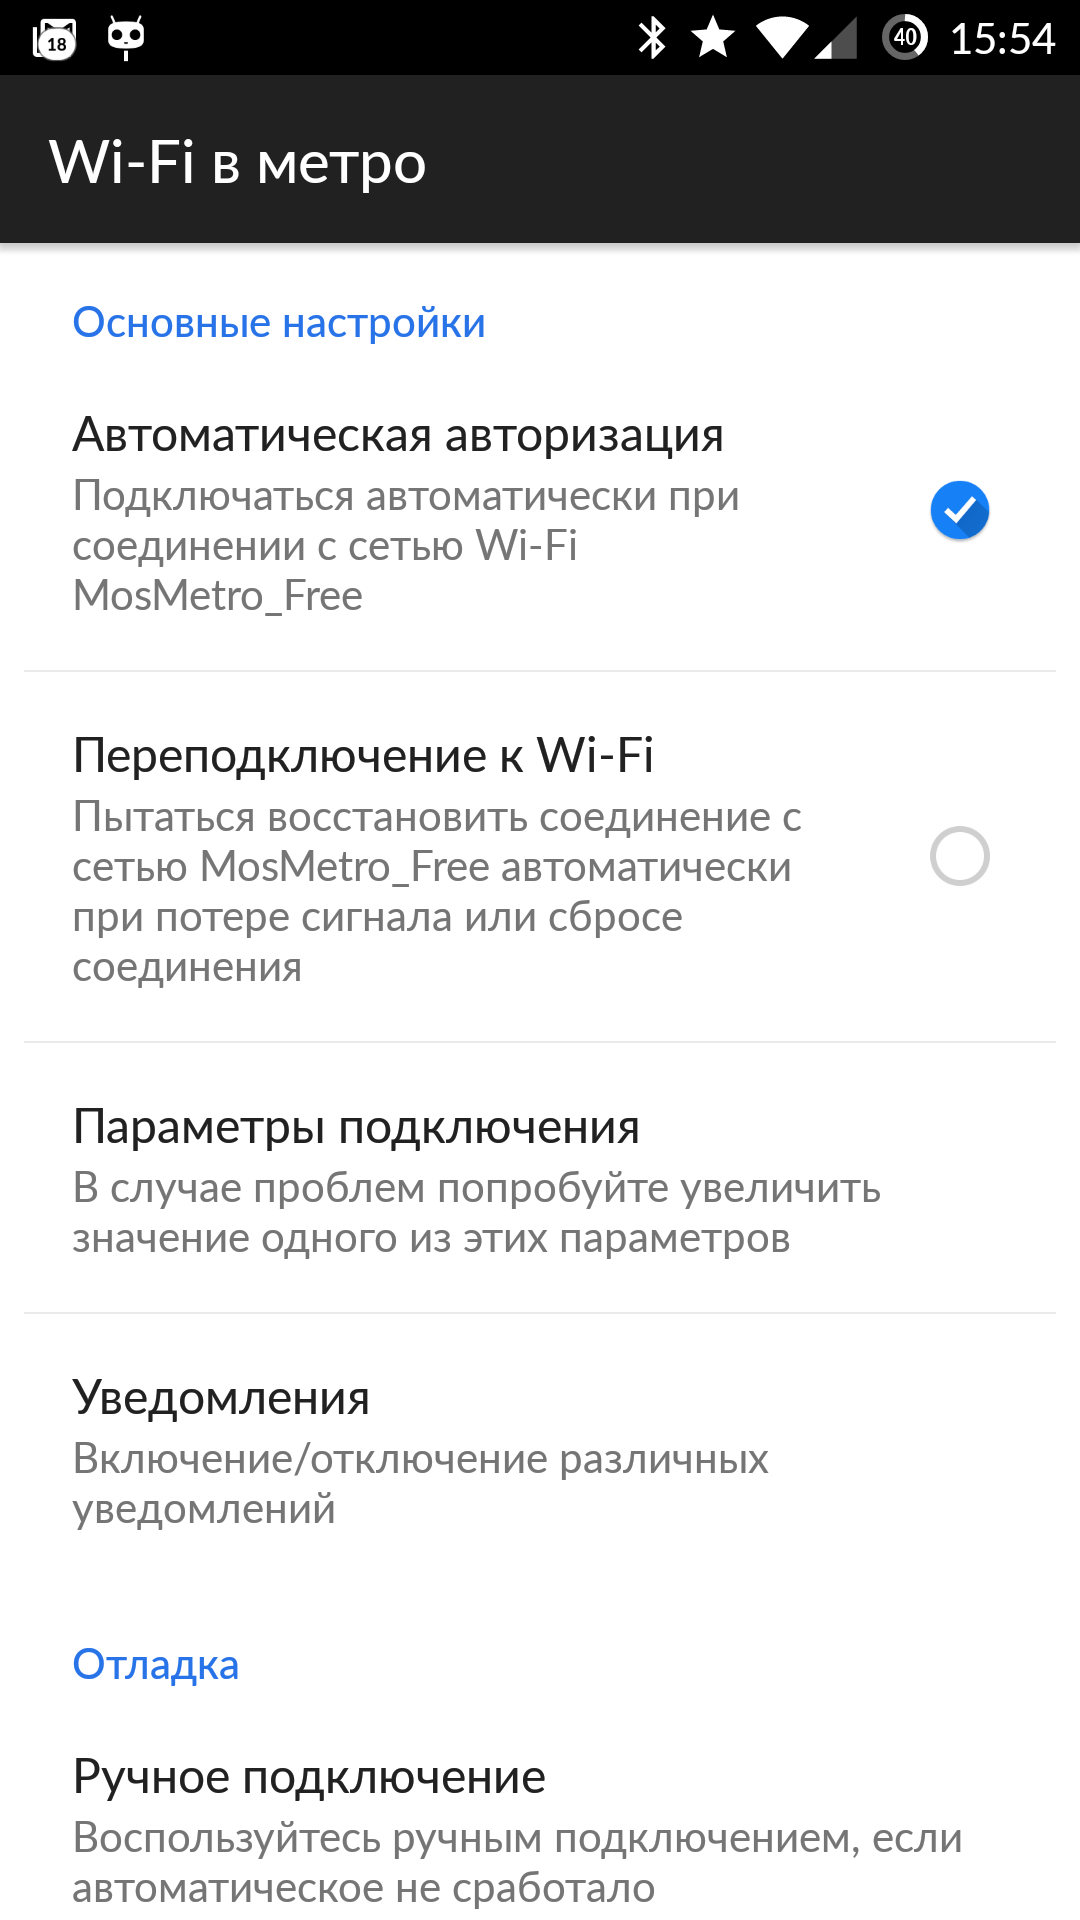 18
40 15:54
Wi-Fi в метро
Основные настройки
Автоматическая авторизация
Подключаться автоматически при
соединении с сетью Wi-Fi
MosMetro_Free
Переподключение к Wi-Fi
Пытаться восстановить соединение с
сетью MosMetro_Free автоматически
при потере сигнала или сбросе
соединения
Параметры подключения
В случае проблем попробуйте увеличить
значение одного из этих параметров
Уведомления
Включение/отключение различных
уведомлений
Отладка
Ручное подключение
Воспользуйтесь ручным подключением, если
автоматическое не сработало